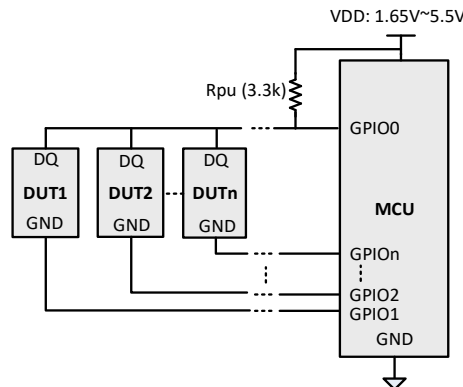 VDD: 1.65V~5.5V
Rpu (3.3k)
GPIO0
DQ DQ DQ
DUT1 DUT2 DUTn
GND GND GND
MCU
GPIOn
GPIO2
GPIO1
GND